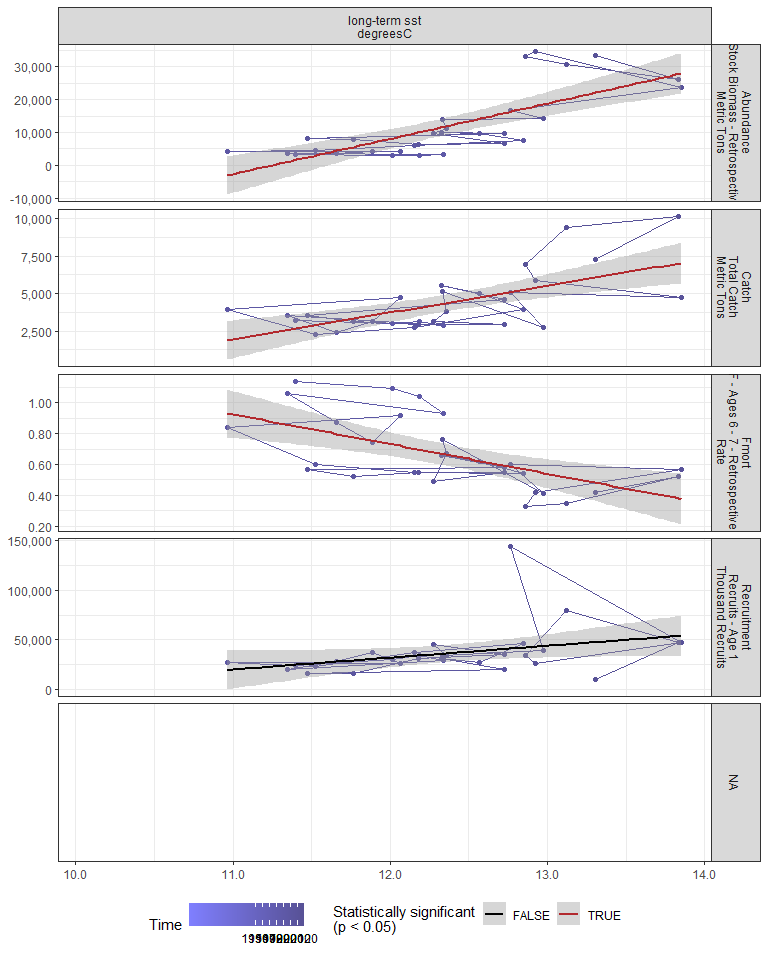 long-term sst
degreesC
30,000
20,000
10,000
0
-10,000
Abundance
Stock Biomass - Retrospectiv
Metric Tons
10,000
7,500
5,000
2,500
Catch
Total Catch
Metric Tons
1.00
0.80
0.60
0.40
0.20
Fmort
F - Ages 6 - 7 - Retrospective
Rate
150,000
100,000
50,000
0
Recruitment
Recruits - Age 1
Thousand Recruits
NA
10.0 11.0 12.0 13.0 14.0
Time
Statistically significant
(p < 0.05)
FALSE TRUE